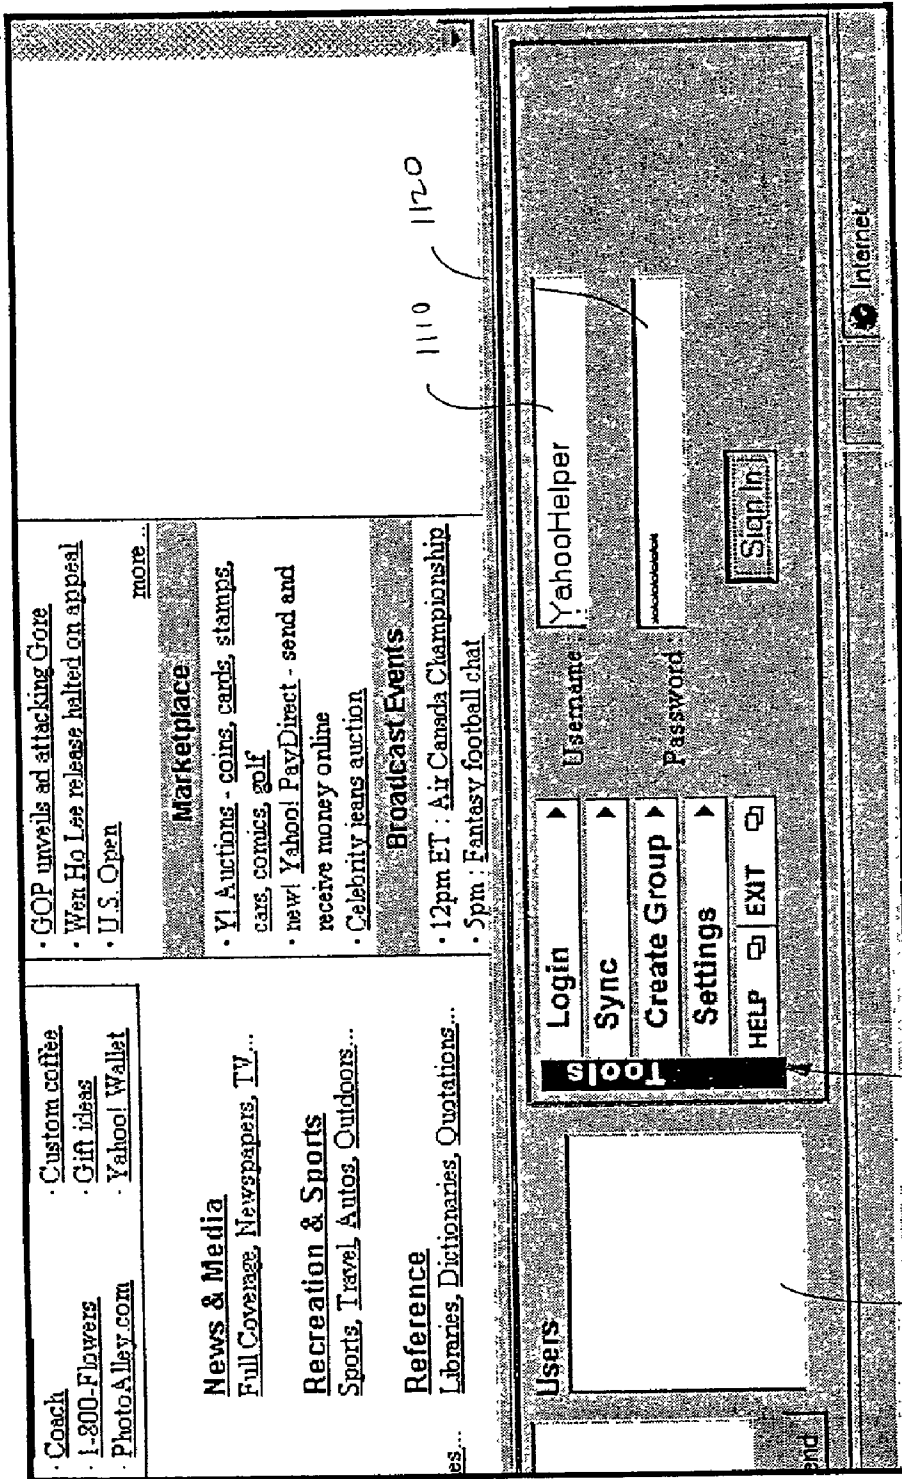 · Coach
· 1-800-Flowers
· PhotoAlley.com
· Custom coffee
· Gift ideas
· Yahoo! Wallet
News & Media
Full Coverage, Newspapers, TV...
Recreation & Sports
Sports, Travel, Autos, Outdoors...
Reference
Libraries, Dictionaries, Quotations...
es...
· GOP unveils ad attacking Gore
· Wen Ho Lee release halted on appeal
· U.S. Open
more...
Marketplace
· Y! Auctions - coins, cards, stamps,
cars, comics, golf
· new! Yahoo! PayDirect - send and
receive money online
· Celebrity jeans auction
Broadcast Events
· 12pm ET : Air Canada Championship
· 5pm : Fantasy football chat
1110
1120
Users
end
Tools
Login
Sync
Create Group
Settings
HELP
EXIT
Username
YahooHelper
Password
********
Sign In
Internet